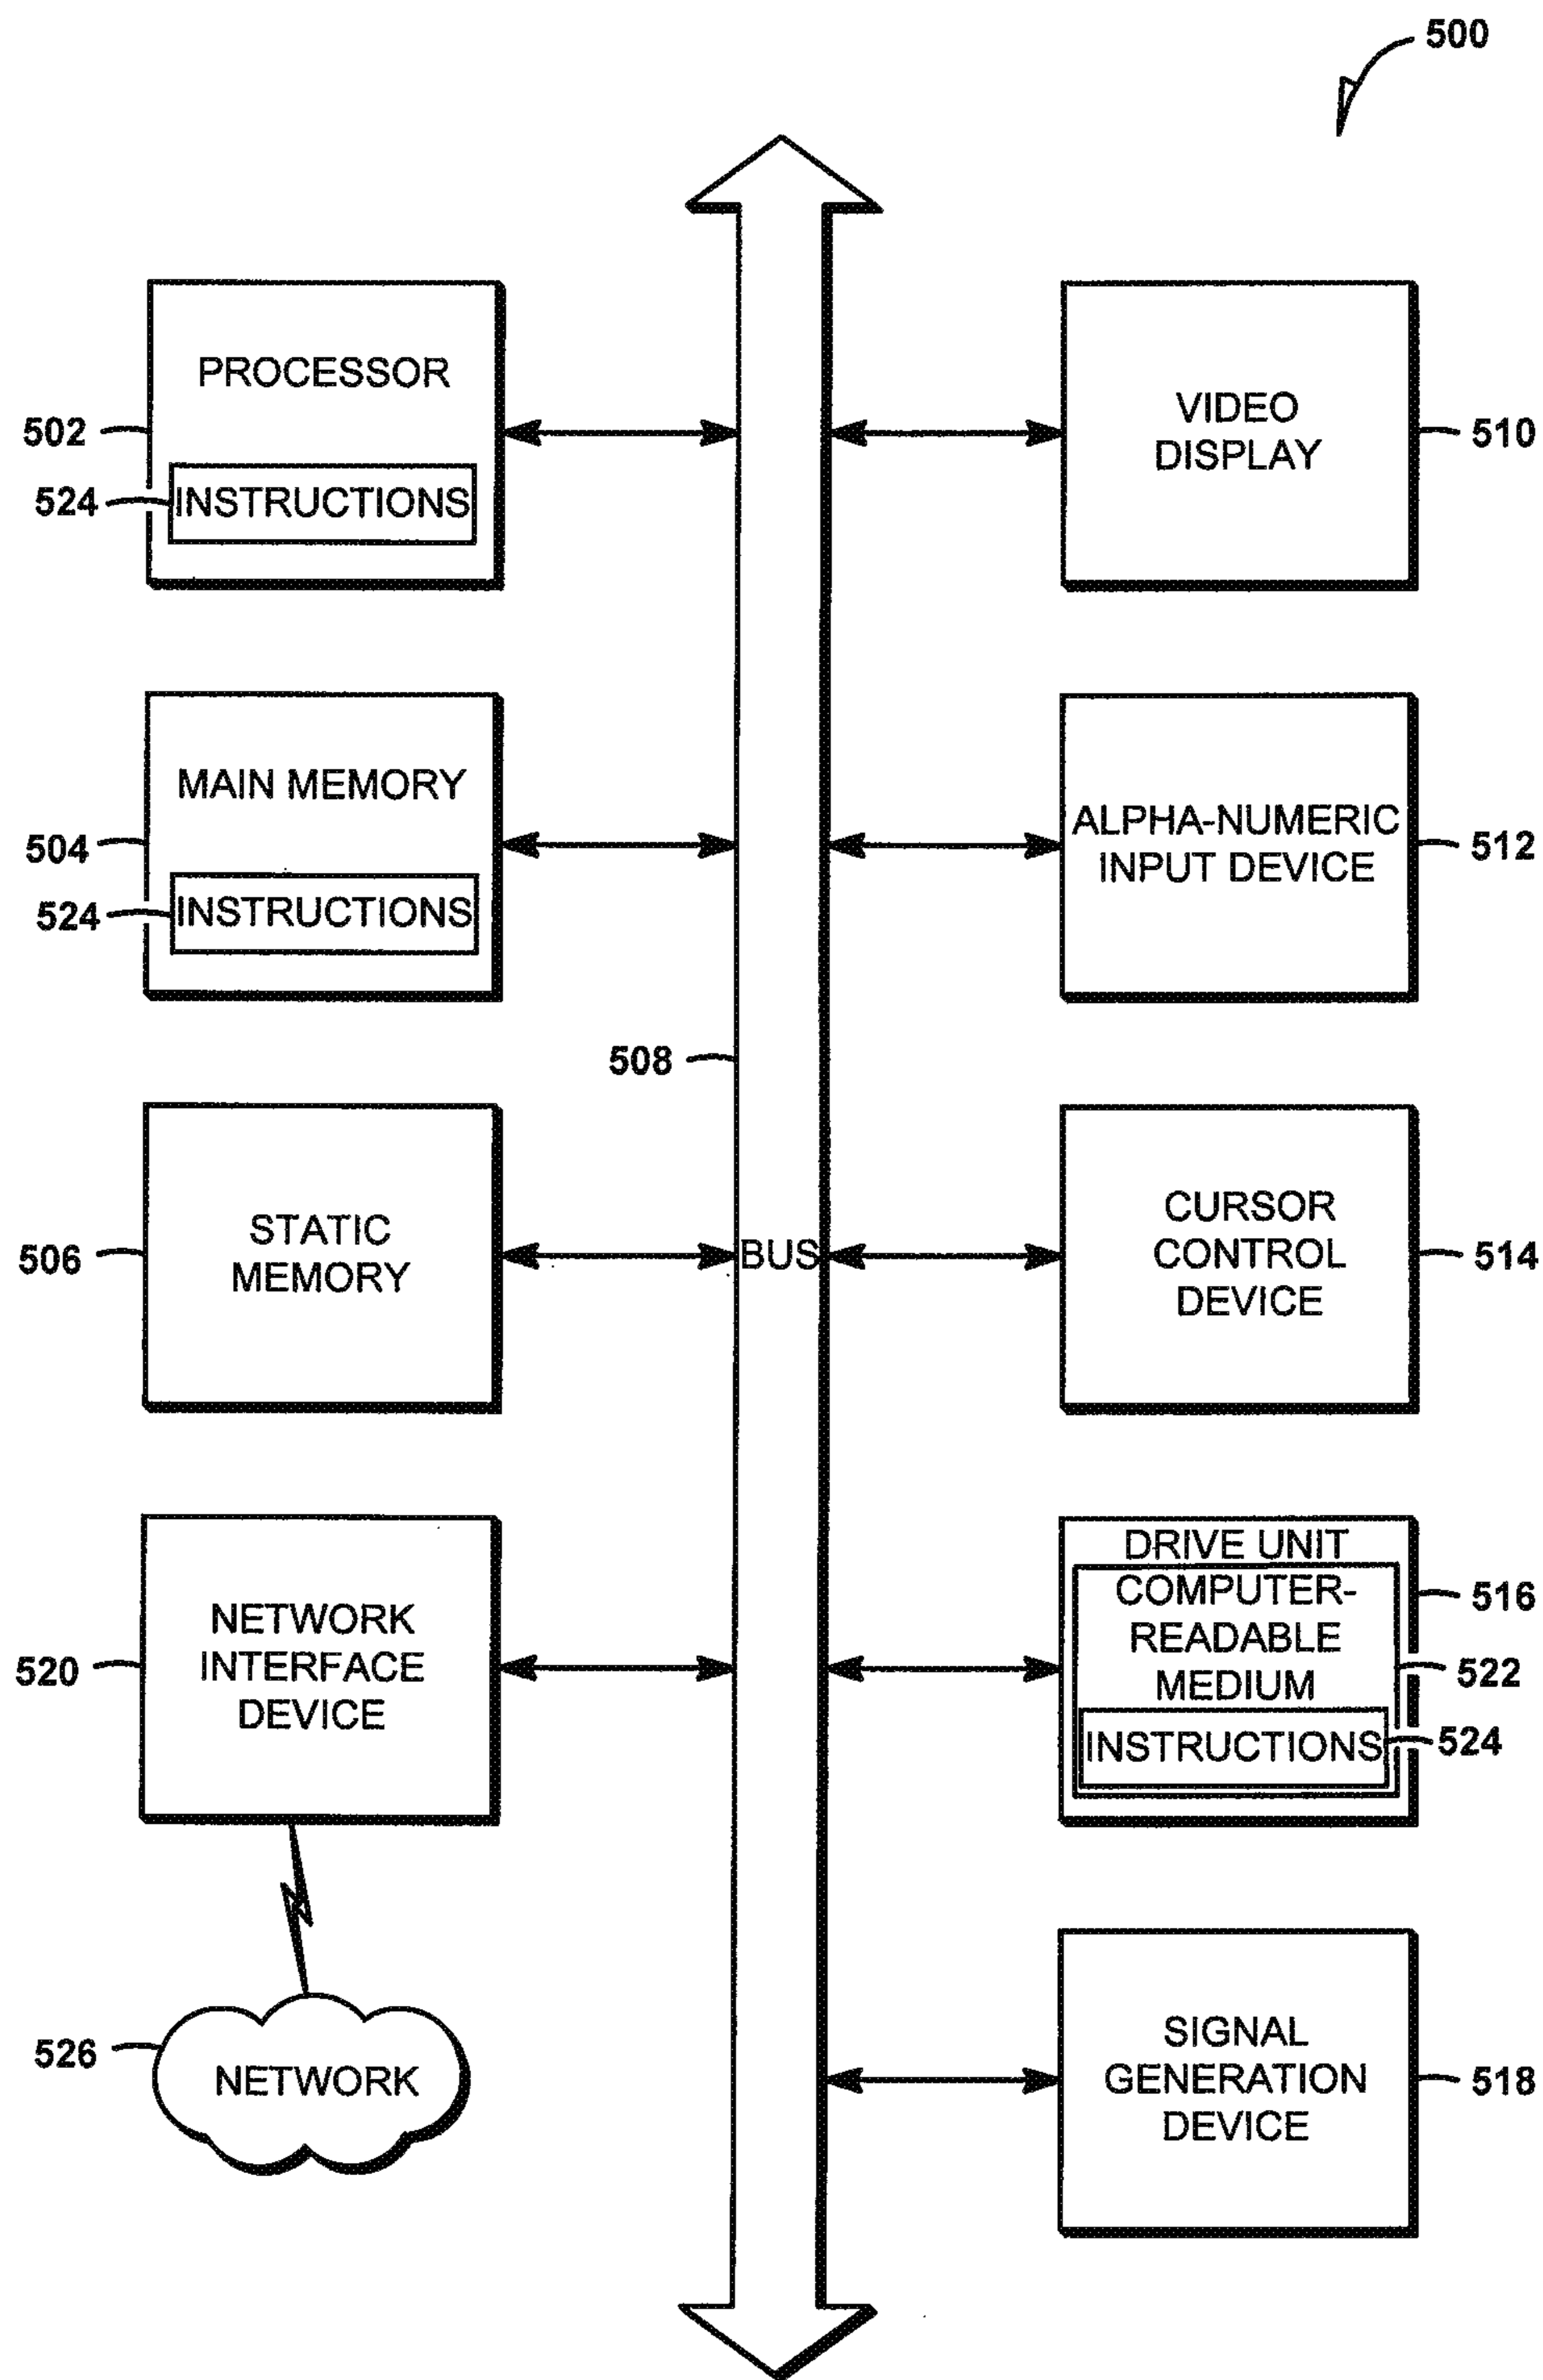 500
PROCESSOR
502
524
INSTRUCTIONS
VIDEO
DISPLAY
510
MAIN MEMORY
504
524
INSTRUCTIONS
ALPHA-NUMERIC
INPUT DEVICE
512
508
BUS
STATIC
MEMORY
506
CURSOR
CONTROL
DEVICE
514
NETWORK
INTERFACE
DEVICE
520
DRIVE UNIT
516
COMPUTER-
READABLE
MEDIUM
522
INSTRUCTIONS
524
526
NETWORK
SIGNAL
GENERATION
DEVICE
518